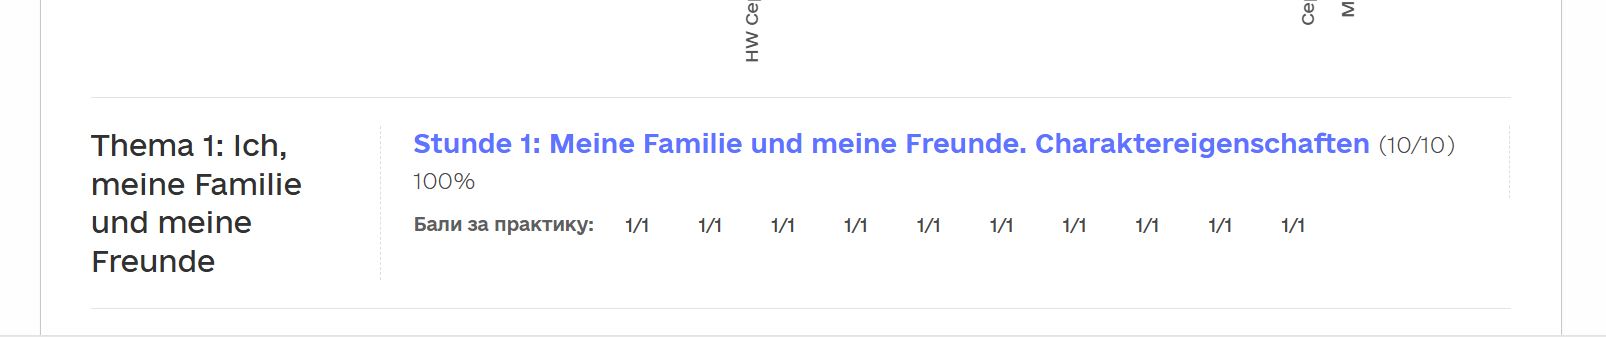 HW Сер
Сер
М
Thema 1: Ich,
meine Familie
und meine
Freunde
Stunde 1: Meine Familie und meine Freunde. Charaktereigenschaften (10/10)
100%
Бали за практику: 1/1 1/1 1/1 1/1 1/1 1/1 1/1 1/1 1/1 1/1